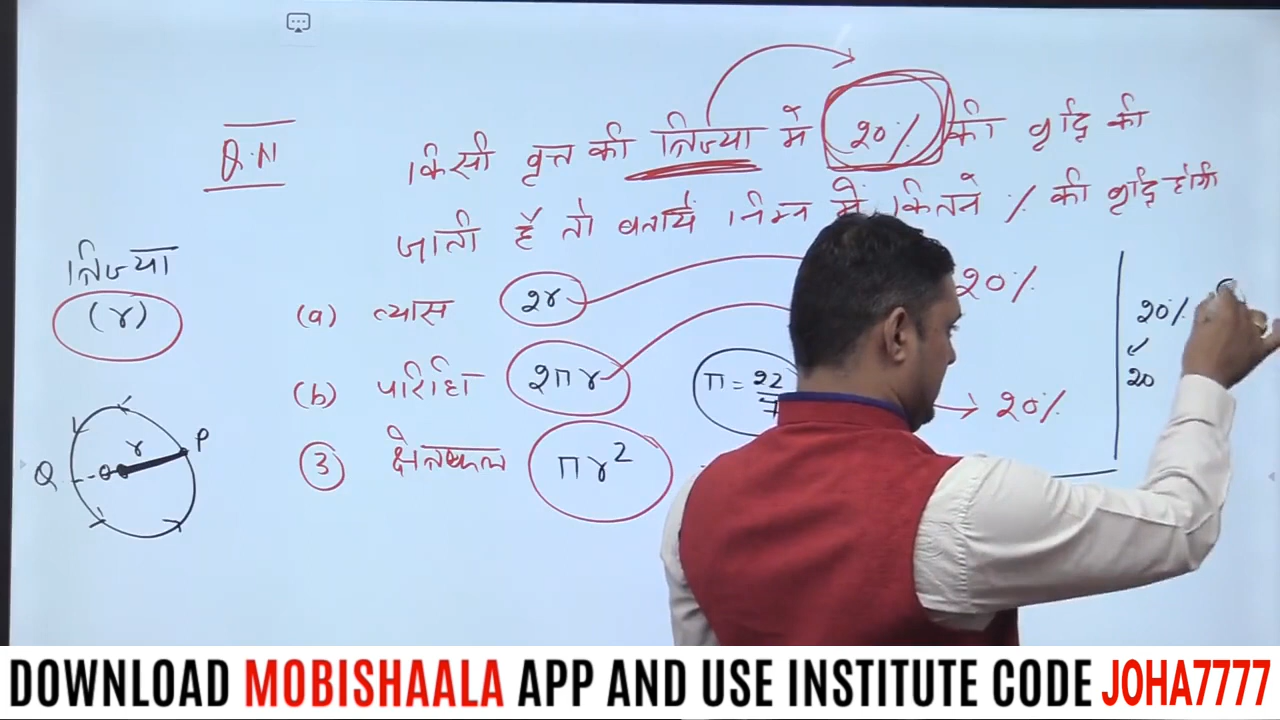 Q.N
किसी वृत्त की त्रिज्या में 20% की वृद्धि की
जाती है तो बतायें निम्न में कितने % की वृद्धि होगी
त्रिज्या
(r)
(a) व्यास 2r 20%
(b) परिधि 2πr π = 22/7 → 20%
③ क्षेत्रफल πr²
20%
20
Q
r
P
DOWNLOAD MOBISHAALA APP AND USE INSTITUTE CODE JOHA7777